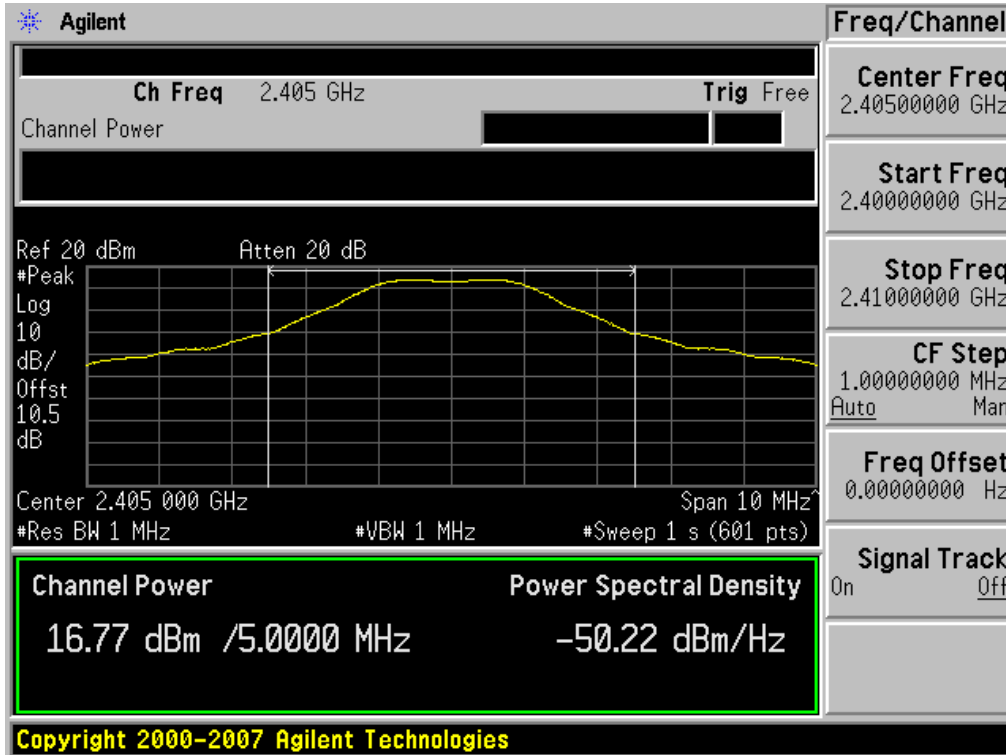 Agilent
Freq/Channel
Ch Freq 2.405 GHz Trig Free
Channel Power
Center Freq
2.40500000 GHz
Start Freq
2.40000000 GHz
Stop Freq
2.41000000 GHz
CF Step
1.00000000 MHz
Auto Man
Freq Offset
0.00000000 Hz
Signal Track
On Off
Ref 20 dBm Atten 20 dB
#Peak
Log
10
dB/
Offst
10.5
dB
Center 2.405 000 GHz Span 10 MHz^
#Res BW 1 MHz #VBW 1 MHz #Sweep 1 s (601 pts)
Channel Power Power Spectral Density
16.77 dBm /5.0000 MHz -50.22 dBm/Hz
Copyright 2000-2007 Agilent Technologies